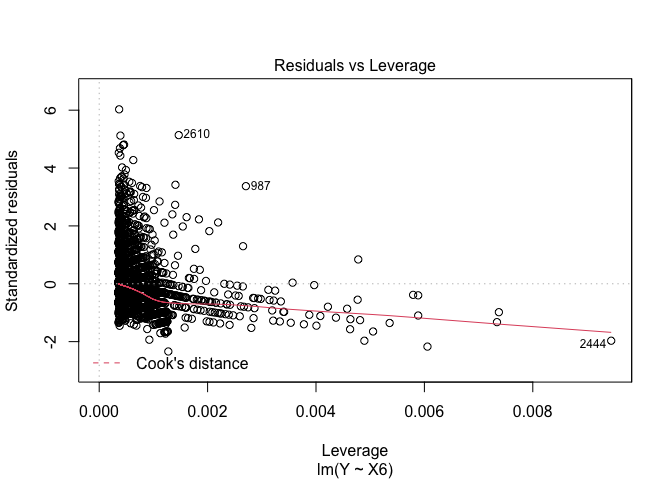 Residuals vs Leverage
Standardized residuals
6
4
2
0
-2
2610
987
2444
Cook's distance
0.000 0.002 0.004 0.006 0.008
Leverage
lm(Y ~ X6)